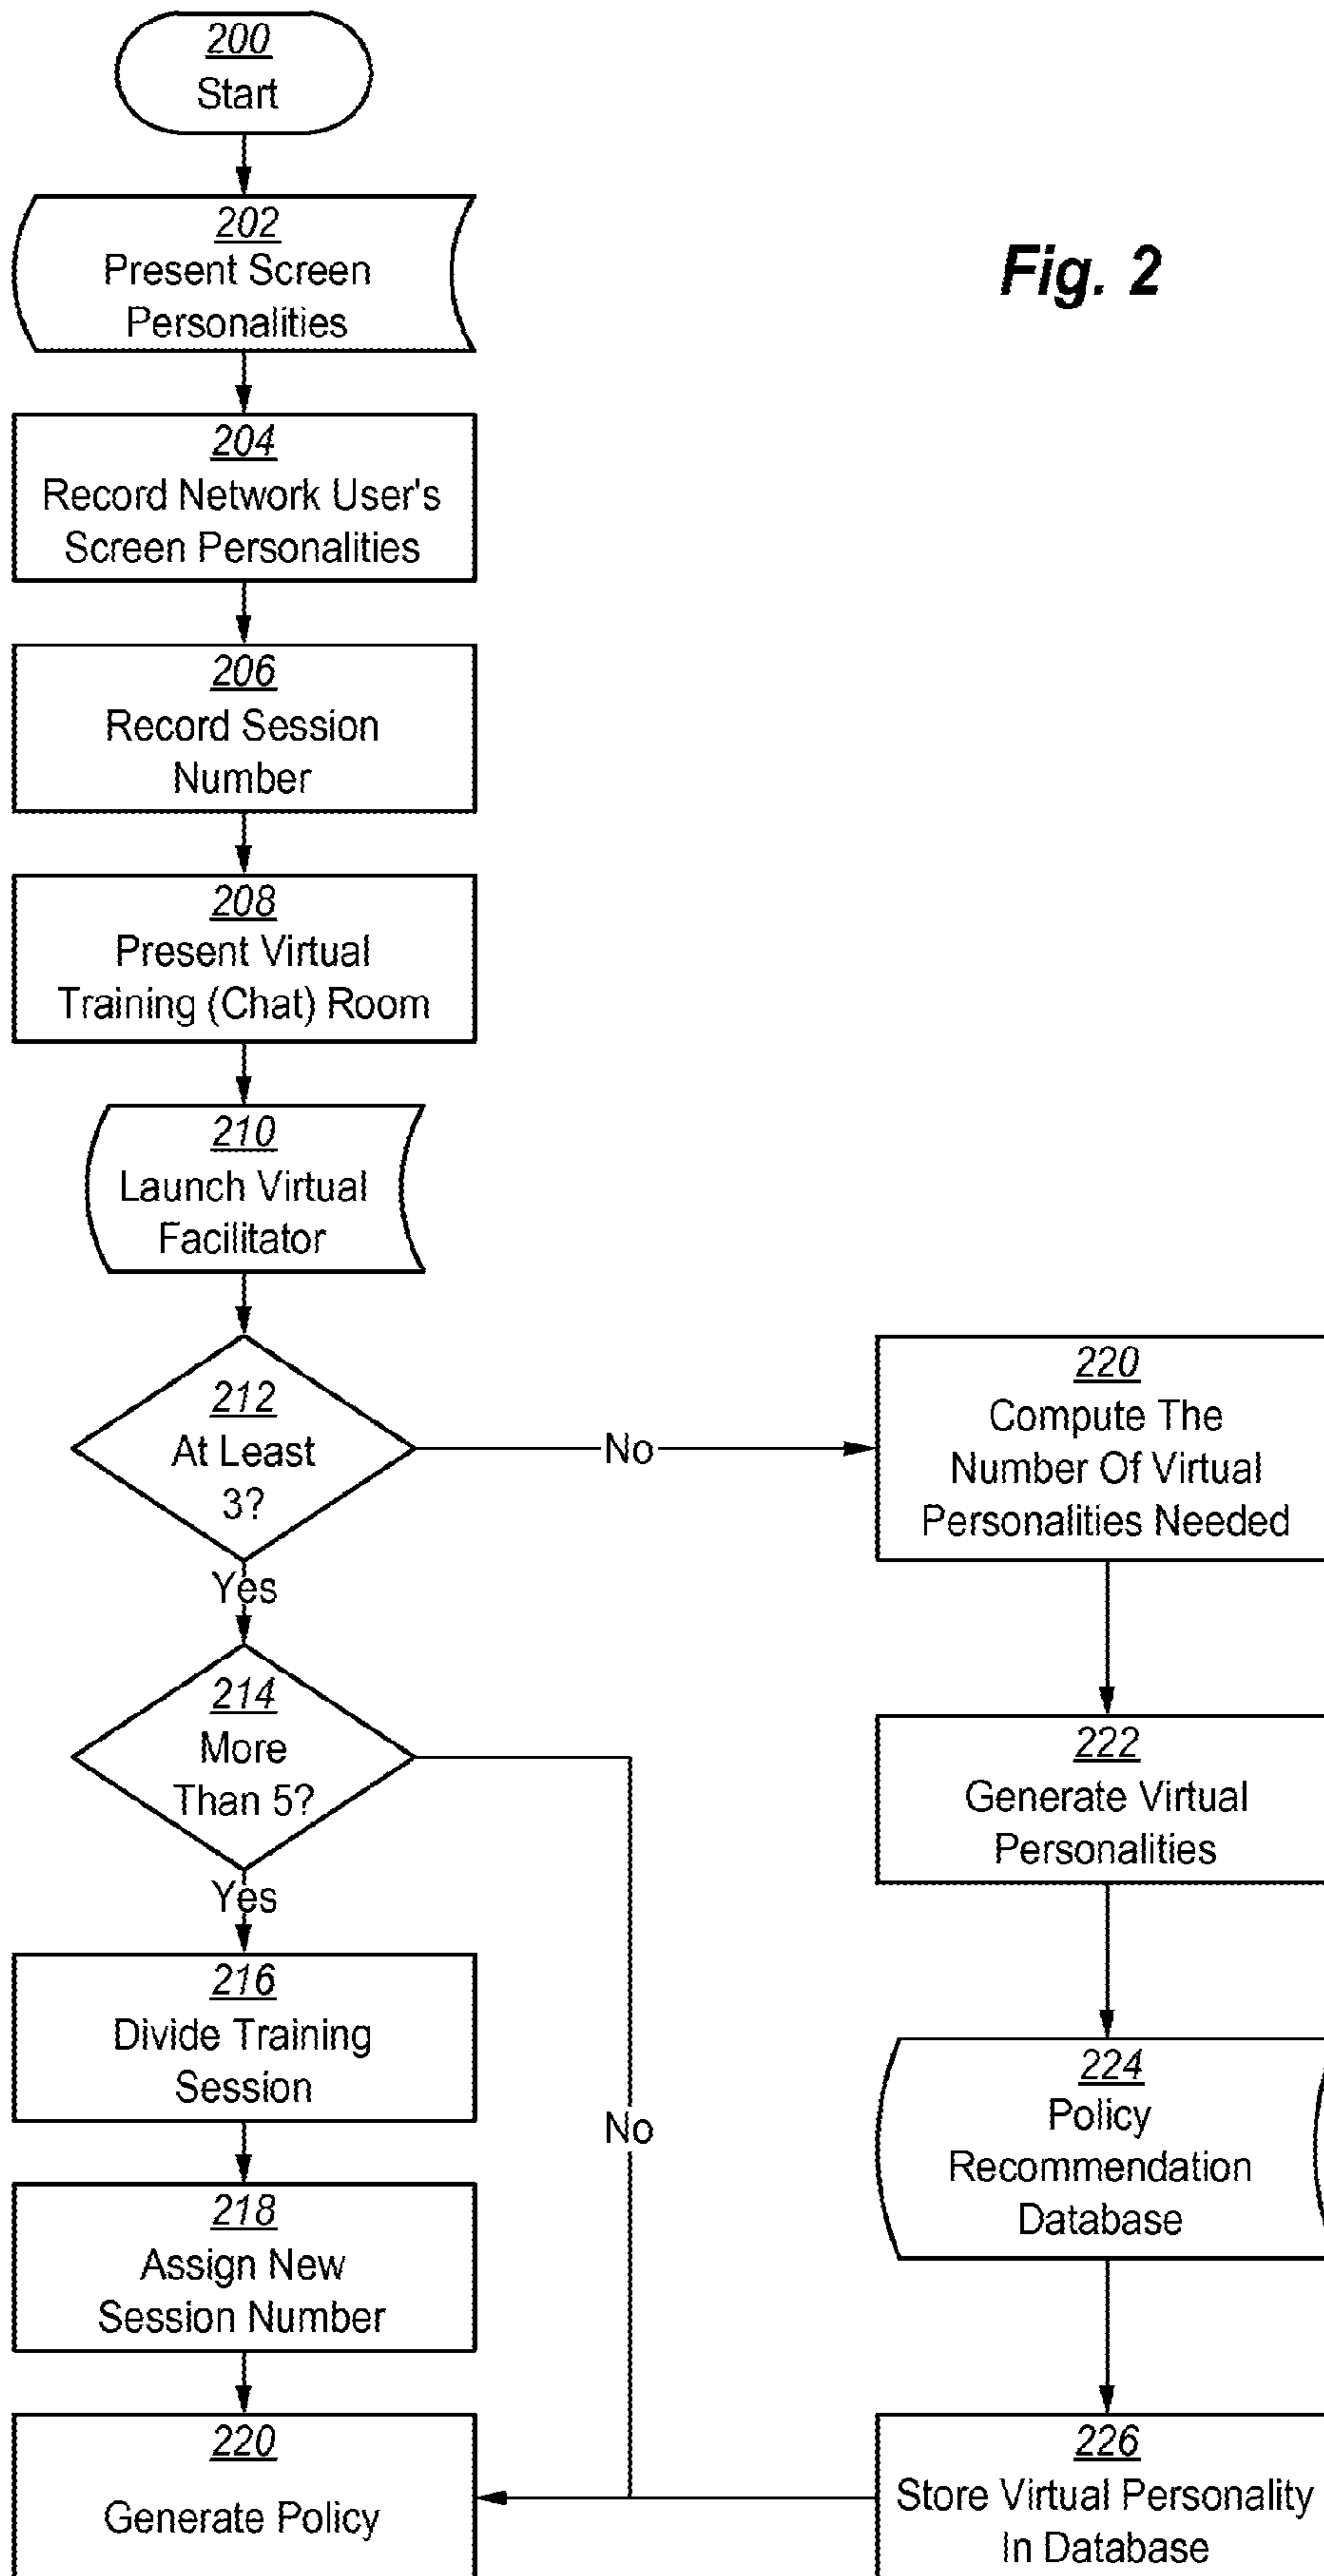 200
Start
202
Present Screen
Personalities
Fig. 2
204
Record Network User's
Screen Personalities
206
Record Session
Number
208
Present Virtual
Training (Chat) Room
210
Launch Virtual
Facilitator
212
At Least
3?
No
220
Compute The
Number Of Virtual
Personalities Needed
Yes
214
More
Than 5?
No
222
Generate Virtual
Personalities
Yes
216
Divide Training
Session
224
Policy
Recommendation
Database
218
Assign New
Session Number
220
Generate Policy
226
Store Virtual Personality
In Database